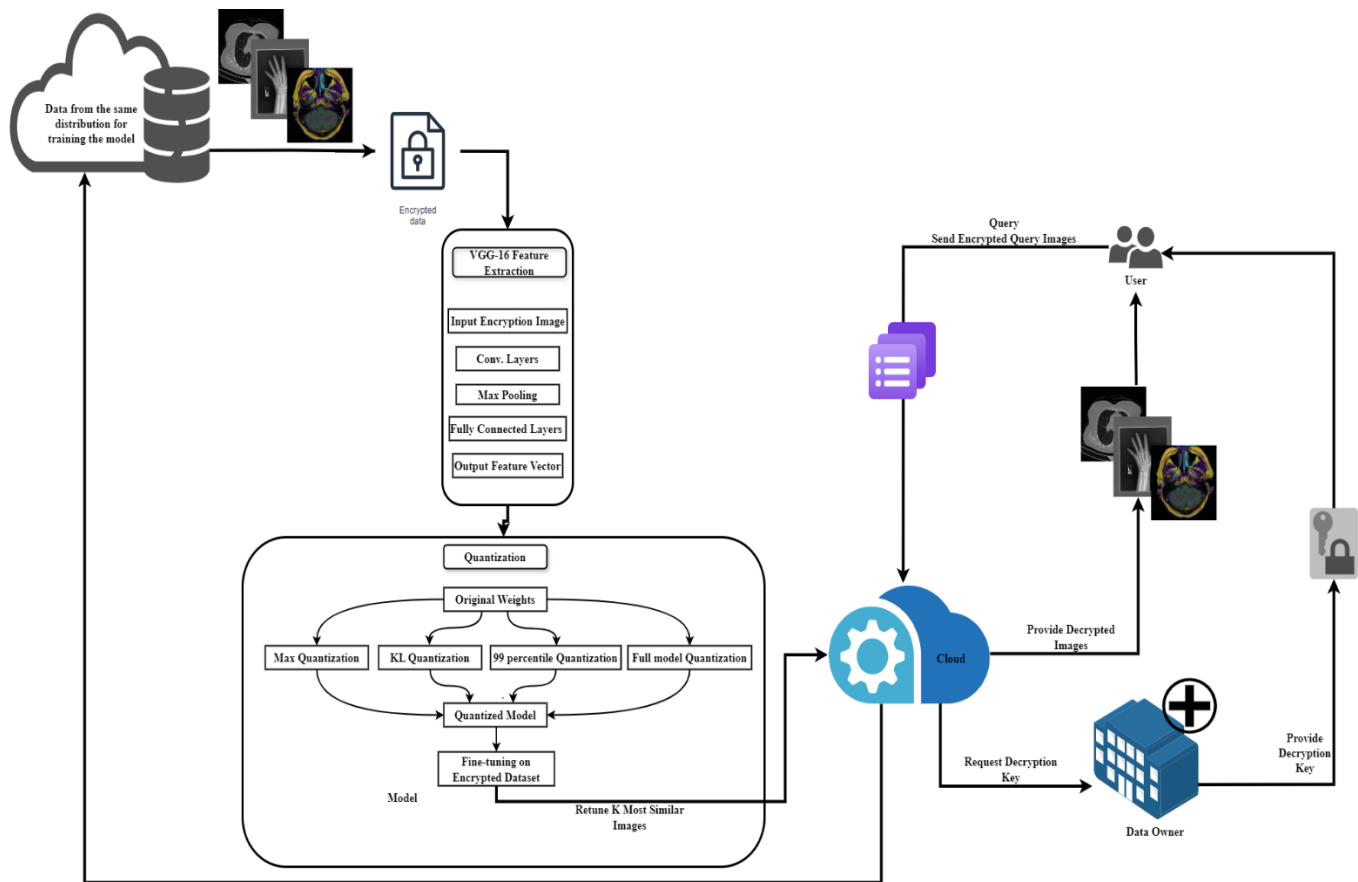 Data from the same
distribution for
training the model
Encrypted
data
VGG-16 Feature
Extraction
Input Encryption Image
Conv. Layers
Max Pooling
Fully Connected Layers
Output Feature Vector
Quantization
Original Weights
Max Quantization
KL Quantization
99 percentile Quantization
Full model Quantization
Quantized Model
Fine-tuning on
Encrypted Dataset
Model
Retune K Most Similar
Images
Query
Send Encrypted Query Images
User
Cloud
Provide Decrypted
Images
Request Decryption
Key
Data Owner
Provide
Decryption
Key